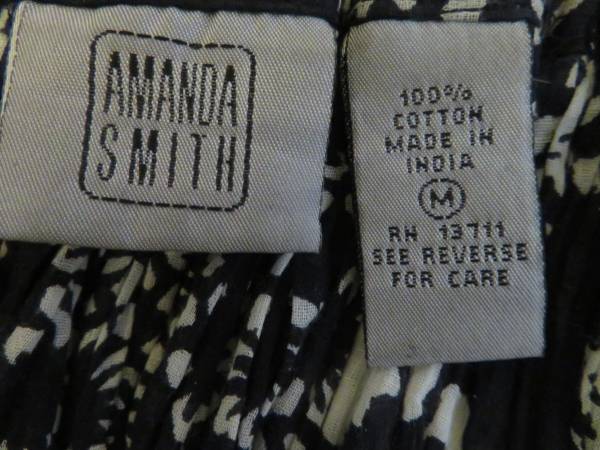 AMANDA
SMITH
100%
COTTON
MADE IN
INDIA
M
RN 13711
SEE REVERSE
FOR CARE